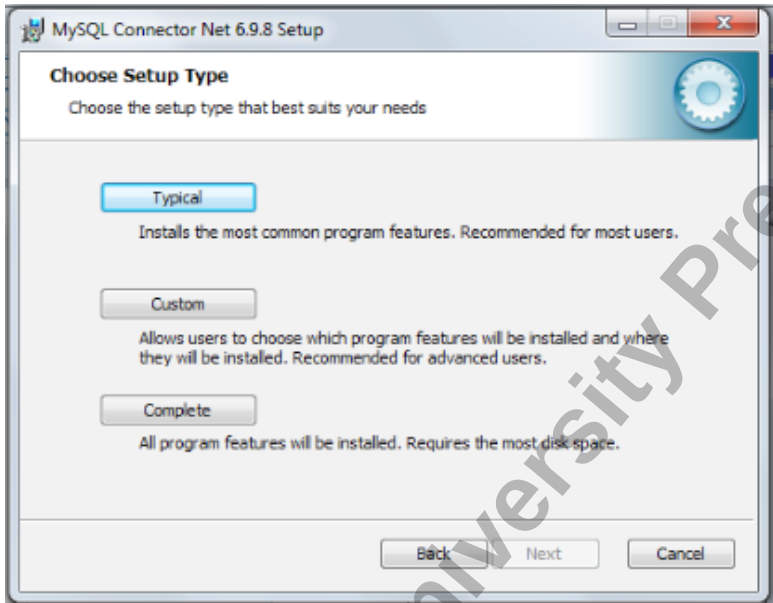 MySQL Connector Net 6.9.8 Setup
Choose Setup Type
Choose the setup type that best suits your needs
Typical
Installs the most common program features. Recommended for most users.
Custom
Allows users to choose which program features will be installed and where
they will be installed. Recommended for advanced users.
Complete
All program features will be installed. Requires the most disk space.
Back Next Cancel